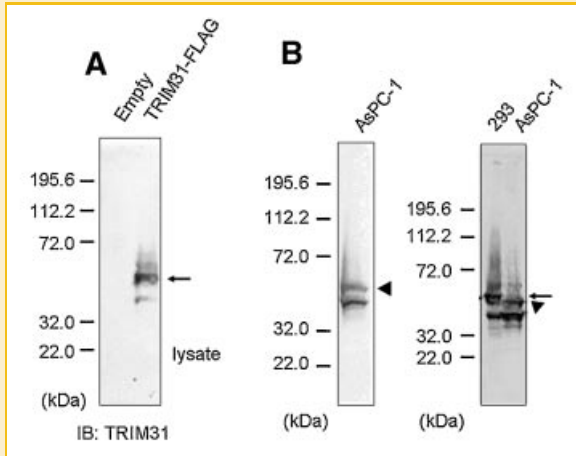 A
Empty
TRIM31-FLAG
195.6
112.2
72.0
32.0
22.0
(kDa)
lysate
IB: TRIM31
B
AsPC-1
195.6
112.2
72.0
32.0
22.0
(kDa)
293
AsPC-1
195.6
112.2
72.0
32.0
22.0
(kDa)